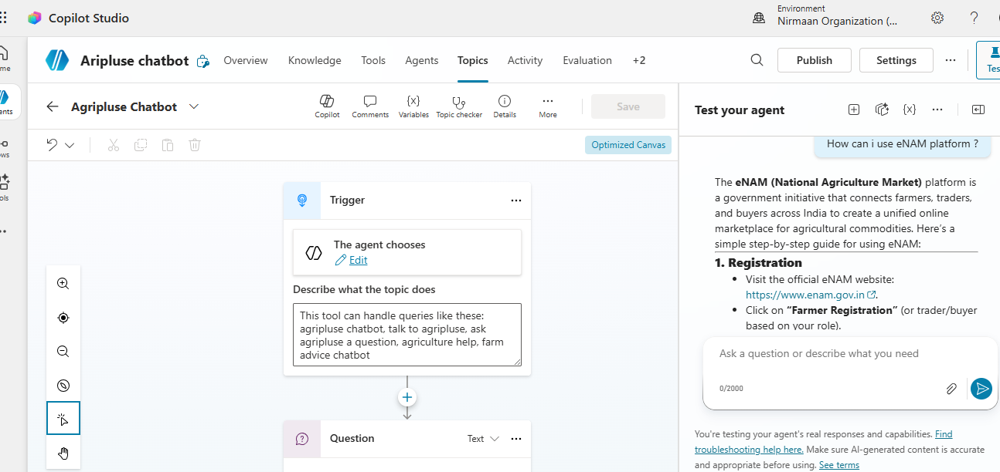 Copilot Studio
Environment
Nirmaan Organization (...
Aripluse chatbot
Overview
Knowledge
Tools
Agents
Topics
Activity
Evaluation
+2
Publish
Settings
Agripluse Chatbot
Copilot
Comments
Variables
Topic checker
Details
More
Save
Optimized Canvas
Trigger
The agent chooses
Edit
Describe what the topic does
This tool can handle queries like these:
agripluse chatbot, talk to agripluse, ask
agripluse a question, agriculture help, farm
advice chatbot
Question
Text
Test your agent
How can i use eNAM platform ?
The eNAM (National Agriculture Market) platform is
a government initiative that connects farmers, traders,
and buyers across India to create a unified online
marketplace for agricultural commodities. Here's a
simple step-by-step guide for using eNAM:
1. Registration
• Visit the official eNAM website:
https://www.enam.gov.in.
• Click on “Farmer Registration” (or trader/buyer
based on your role).
Ask a question or describe what you need
0/2000
You're testing your agent's real responses and capabilities. Find
troubleshooting help here. Make sure AI-generated content is accurate
and appropriate before using. See terms